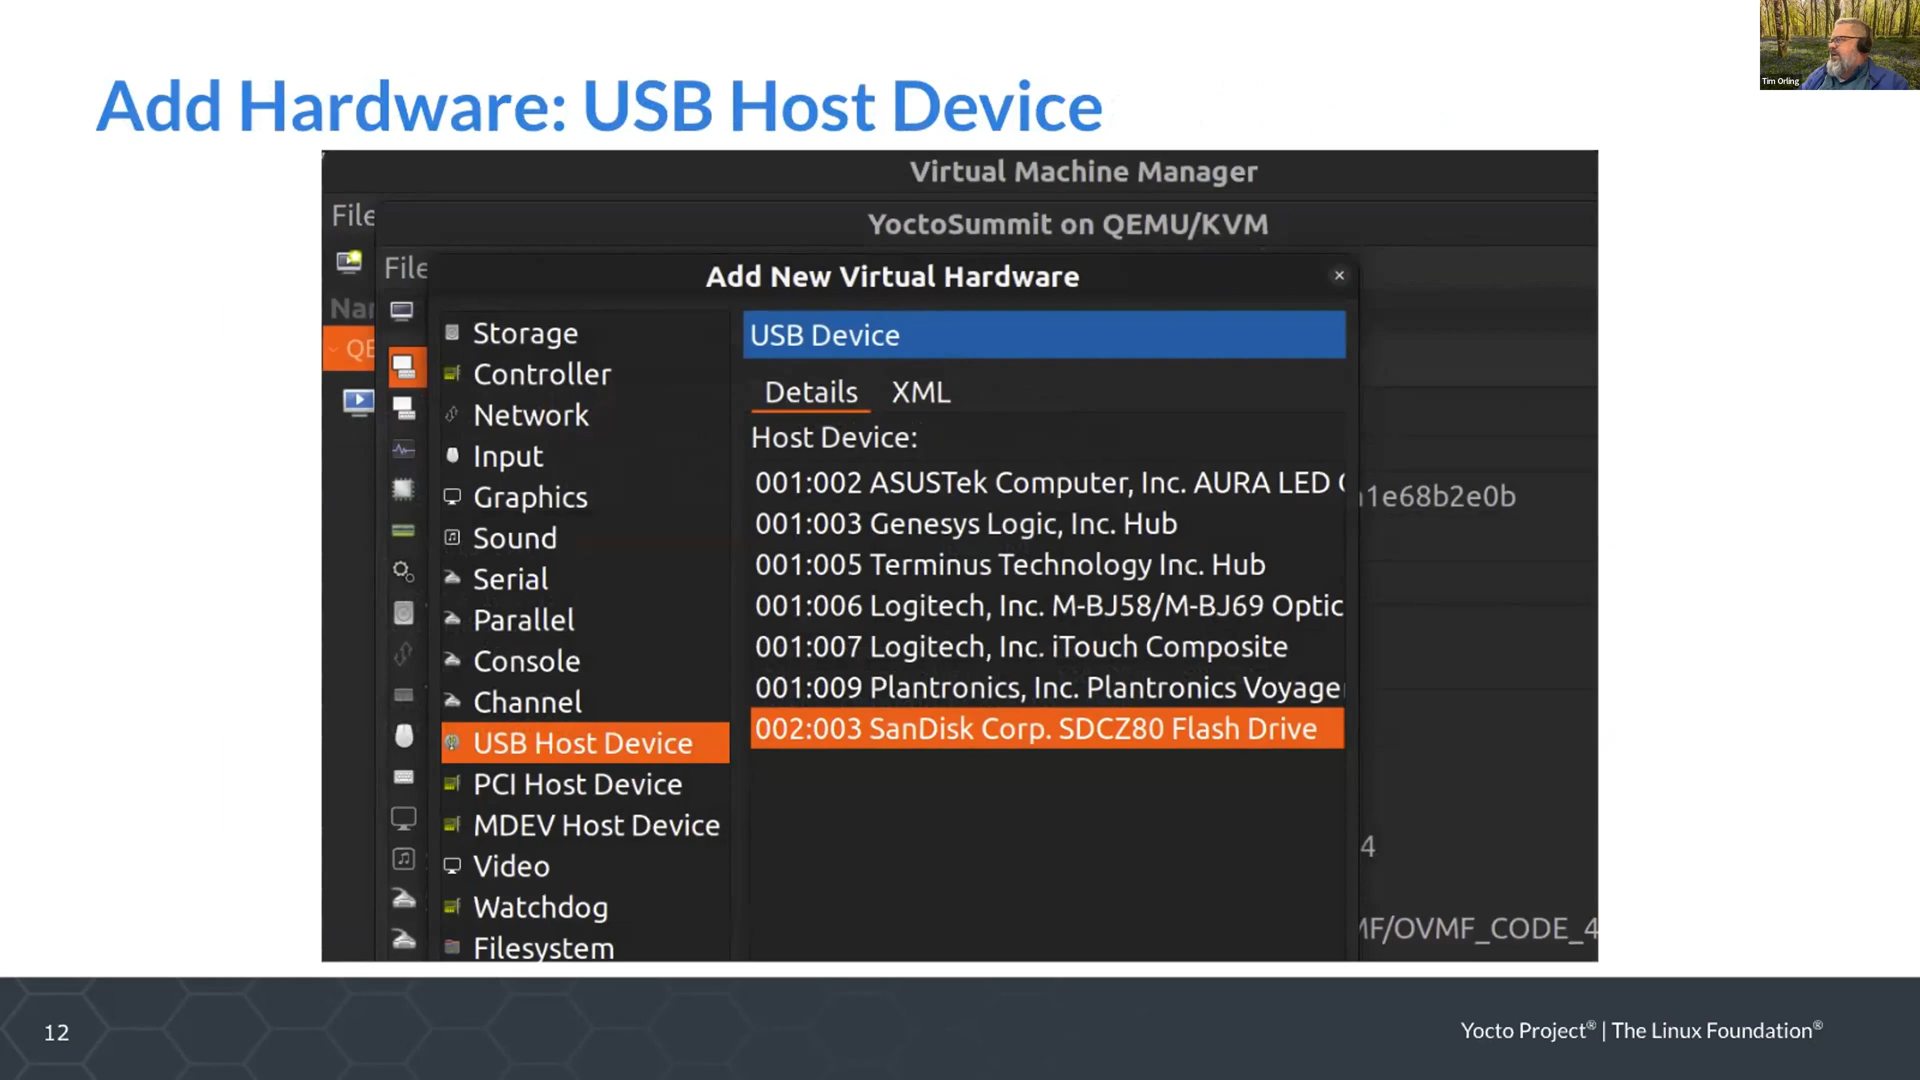 Tim Orling
Add Hardware: USB Host Device
Virtual Machine Manager
File
YoctoSummit on QEMU/KVM
File
Add New Virtual Hardware
Nar
QE
Storage
Controller
Network
Input
Graphics
Sound
Serial
Parallel
Console
Channel
USB Host Device
PCI Host Device
MDEV Host Device
Video
Watchdog
Filesystem
USB Device
Details XML
Host Device:
001:002 ASUSTek Computer, Inc. AURA LED
001:003 Genesys Logic, Inc. Hub
001:005 Terminus Technology Inc. Hub
001:006 Logitech, Inc. M-BJ58/M-BJ69 Optic
001:007 Logitech, Inc. iTouch Composite
001:009 Plantronics, Inc. Plantronics Voyage
002:003 SanDisk Corp. SDCZ80 Flash Drive
1e68b2e0b
4
MF/OVMF_CODE_4
12
Yocto Project® | The Linux Foundation®